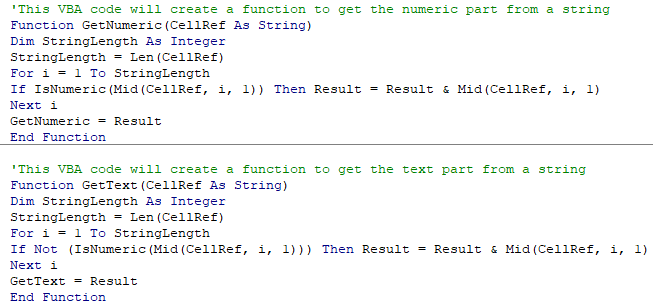 'This VBA code will create a function to get the numeric part from a string
Function GetNumeric(CellRef As String)
Dim StringLength As Integer
StringLength = Len(CellRef)
For i = 1 To StringLength
If IsNumeric(Mid(CellRef, i, 1)) Then Result = Result & Mid(CellRef, i, 1)
Next i
GetNumeric = Result
End Function
'This VBA code will create a function to get the text part from a string
Function GetText(CellRef As String)
Dim StringLength As Integer
StringLength = Len(CellRef)
For i = 1 To StringLength
If Not (IsNumeric(Mid(CellRef, i, 1))) Then Result = Result & Mid(CellRef, i, 1)
Next i
GetText = Result
End Function